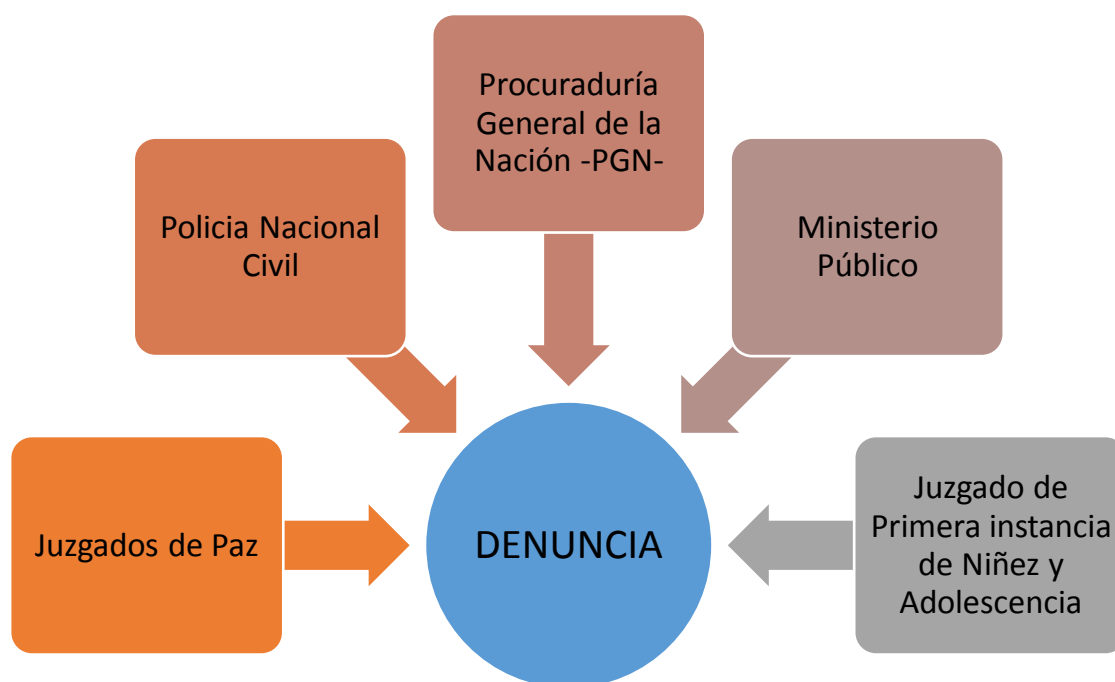 Procuraduría
General de la
Nación -PGN-
Policia Nacional
Civil
Ministerio
Público
Juzgados de Paz
DENUNCIA
Juzgado de
Primera instancia
de Niñez y
Adolescencia